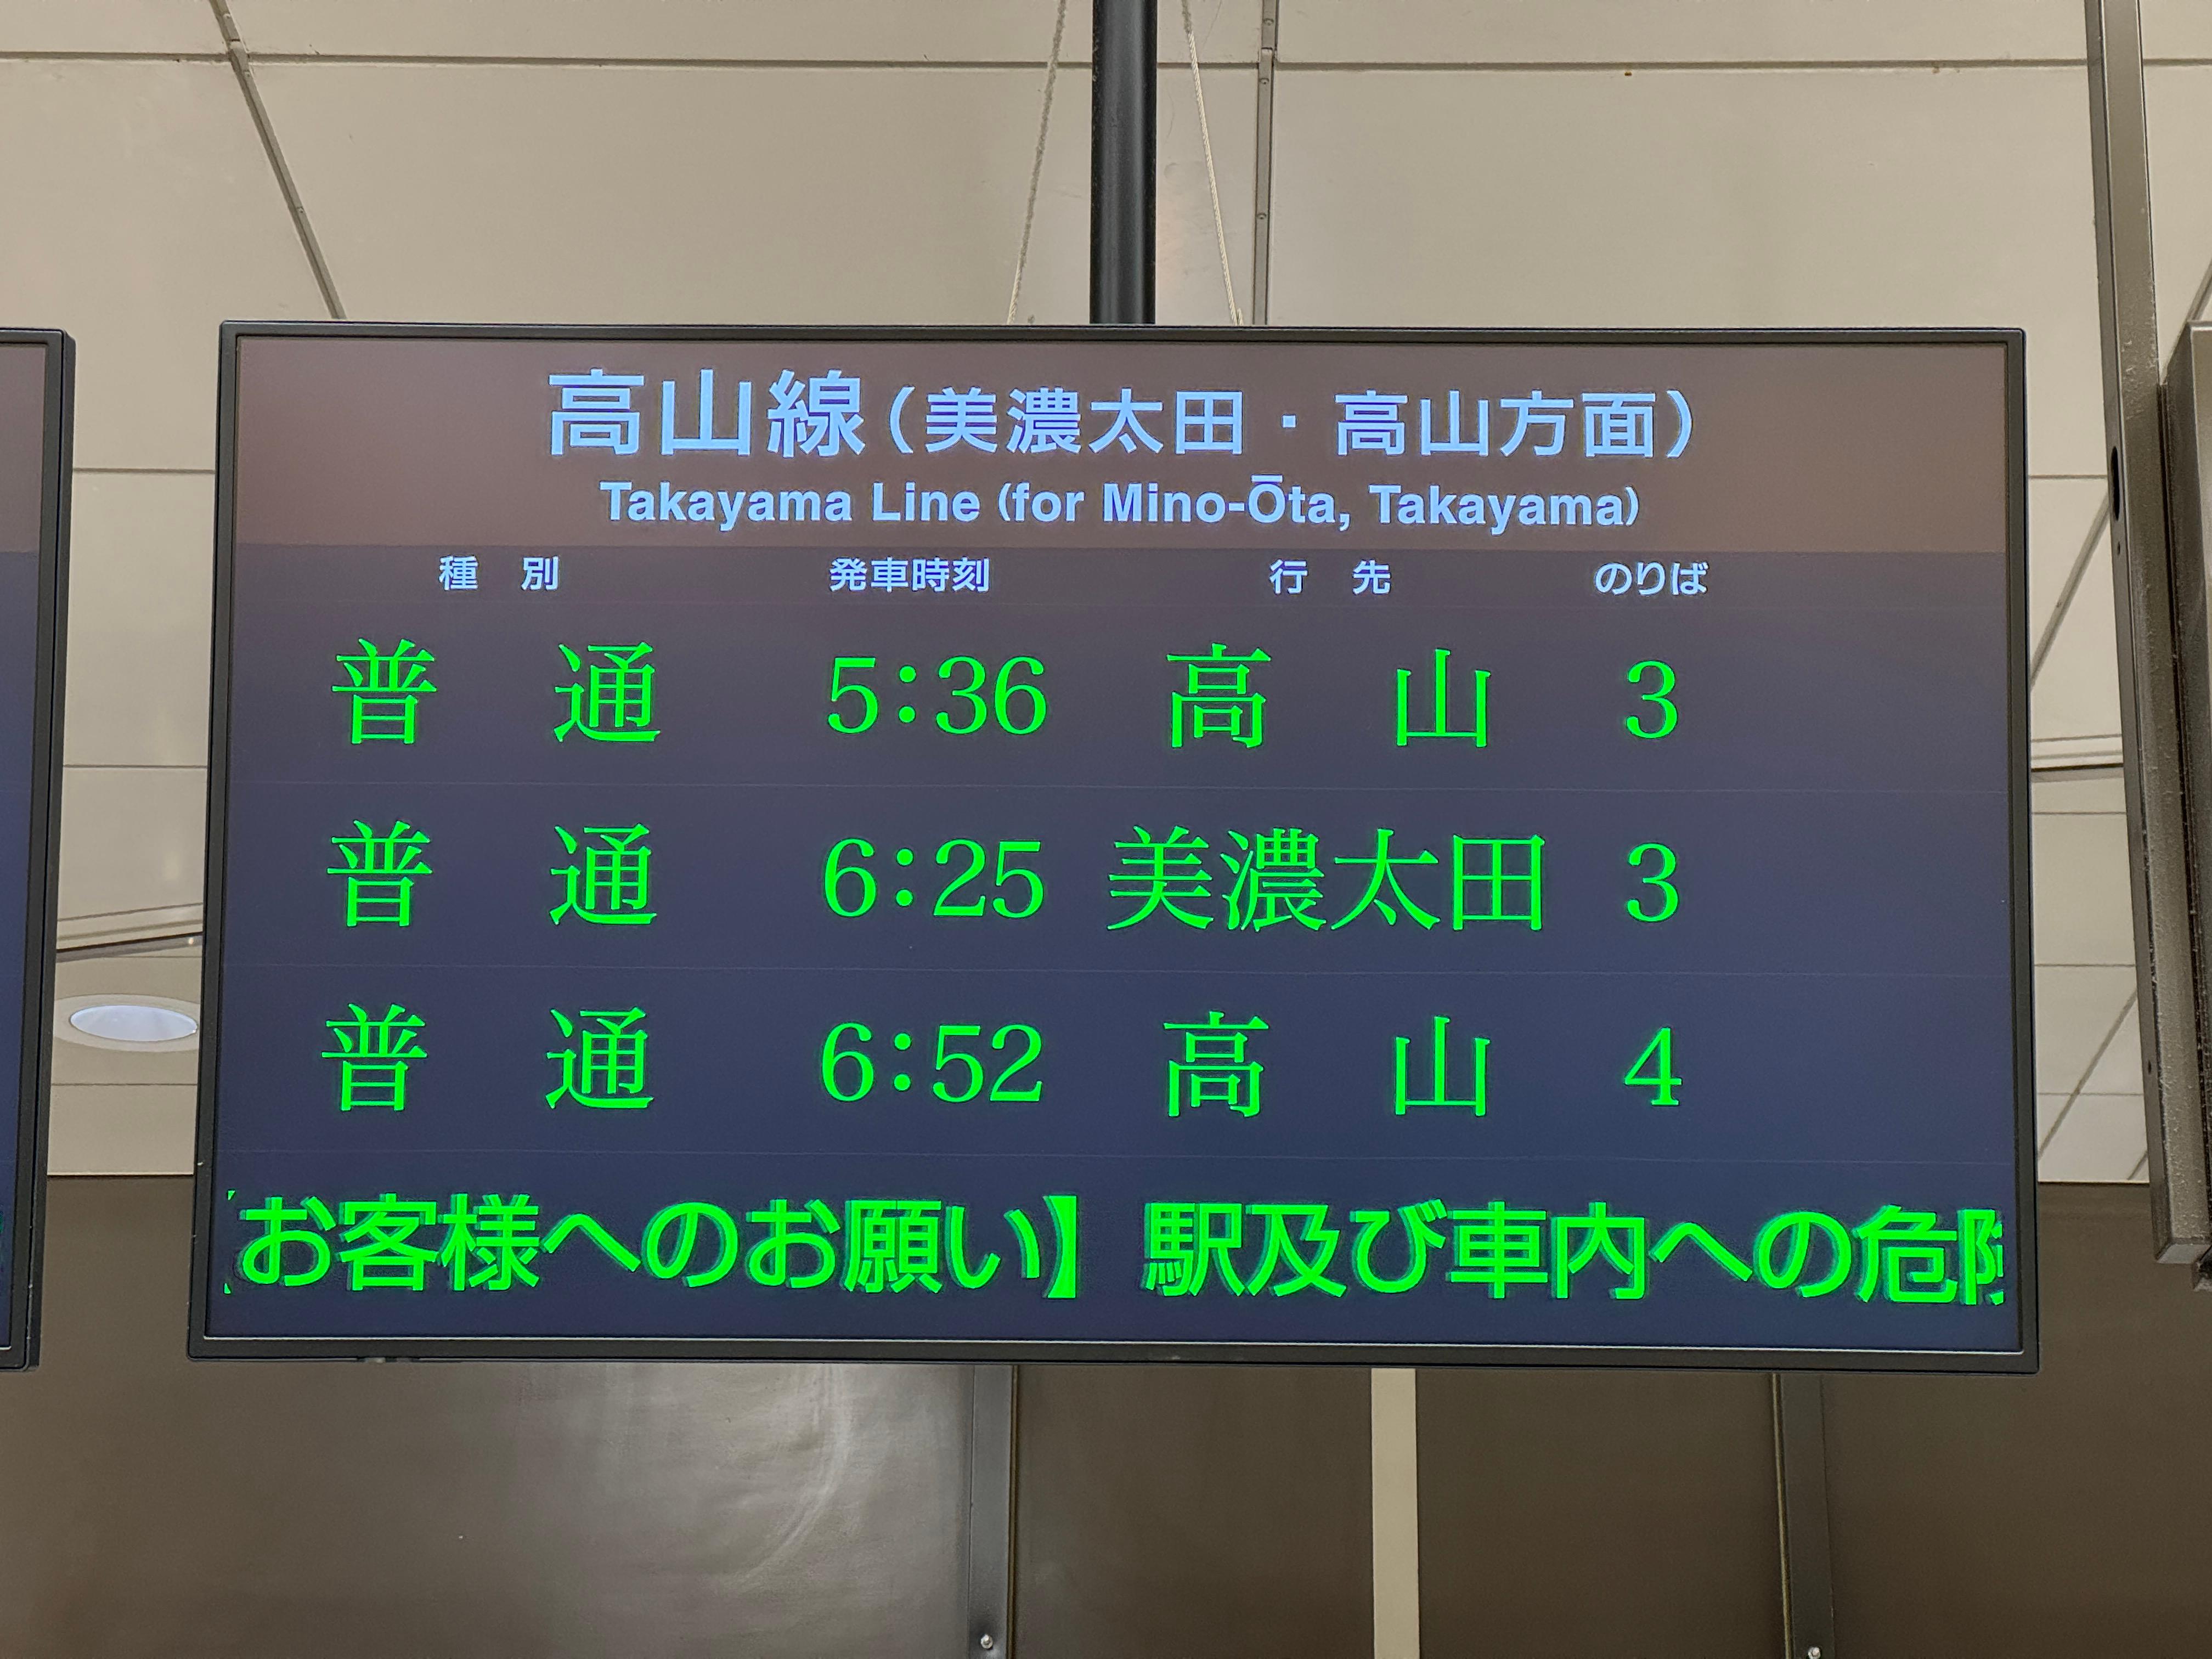 高山線(美濃太田・高山方面)
Takayama Line (for Mino-Ōta, Takayama)
種別 発車時刻 行先 のりば
普通 5:36 高山 3
普通 6:25 美濃太田 3
普通 6:52 高山 4
【お客様へのお願い】 駅及び車内への危